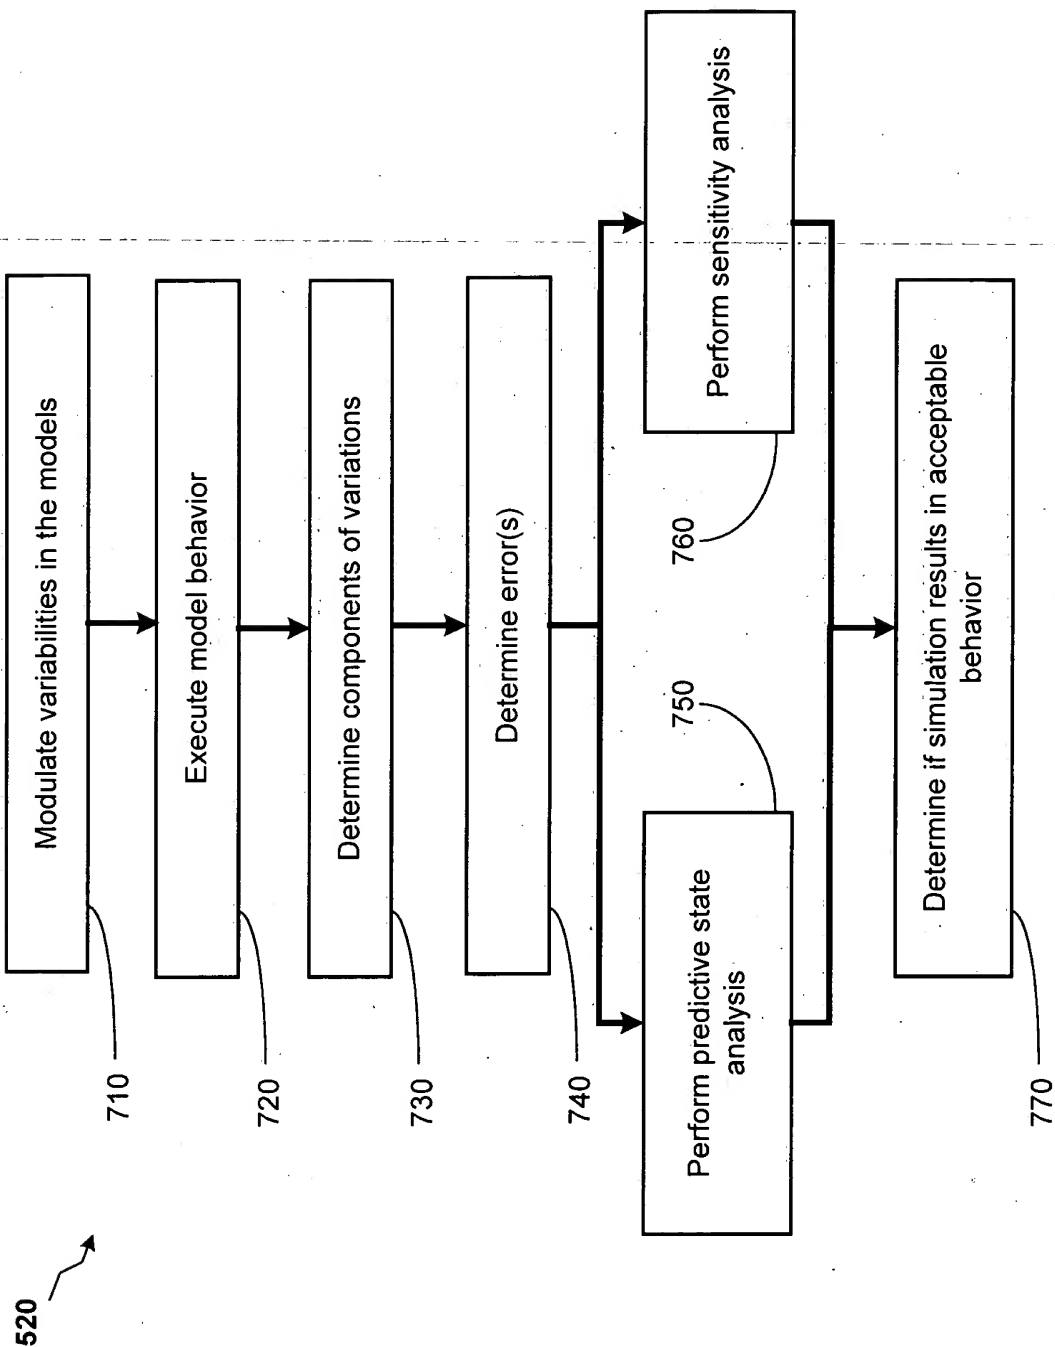 520
Modulate variabilities in the models
710
Execute model behavior
720
Determine components of variations
730
Determine error(s)
740
Perform predictive state
analysis
750
Perform sensitivity analysis
760
Determine if simulation results in acceptable
behavior
770